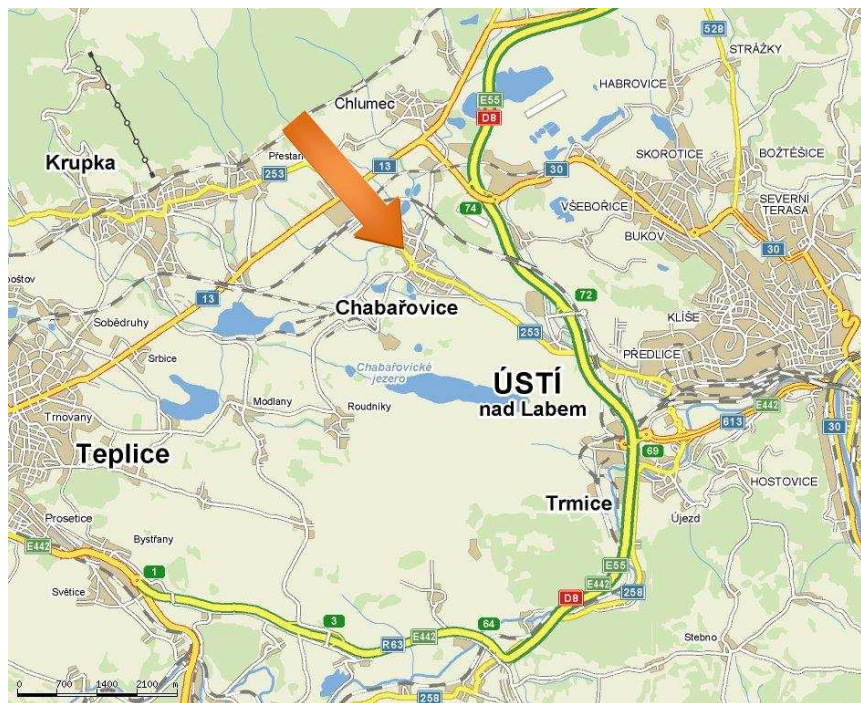 528
STRÁŽKY
HABROVICE
E55
D8
Chlumec
Krupka
Přestan
253
13
30
SKOROTICE
BOŽTĚŠICE
74
VŠEBOŘICE
SEVERNÍ
TERASA
BUKOV
30
13
Chabařovice
72
KLÍŠE
Soběruhy
253
PŘEDLICE
Srbice
Chabařovické
jezero
ÚSTÍ
nad Labem
Modlany
Roudníky
Trnovany
E442
613
30
Teplice
69
HOSTOVICE
Trmice
Újezd
Prosetice
Bystřany
E442
1
E55
E442
258
D8
Světice
3
64
R63
E442
Stebno
258
0 700 1400 2100 m